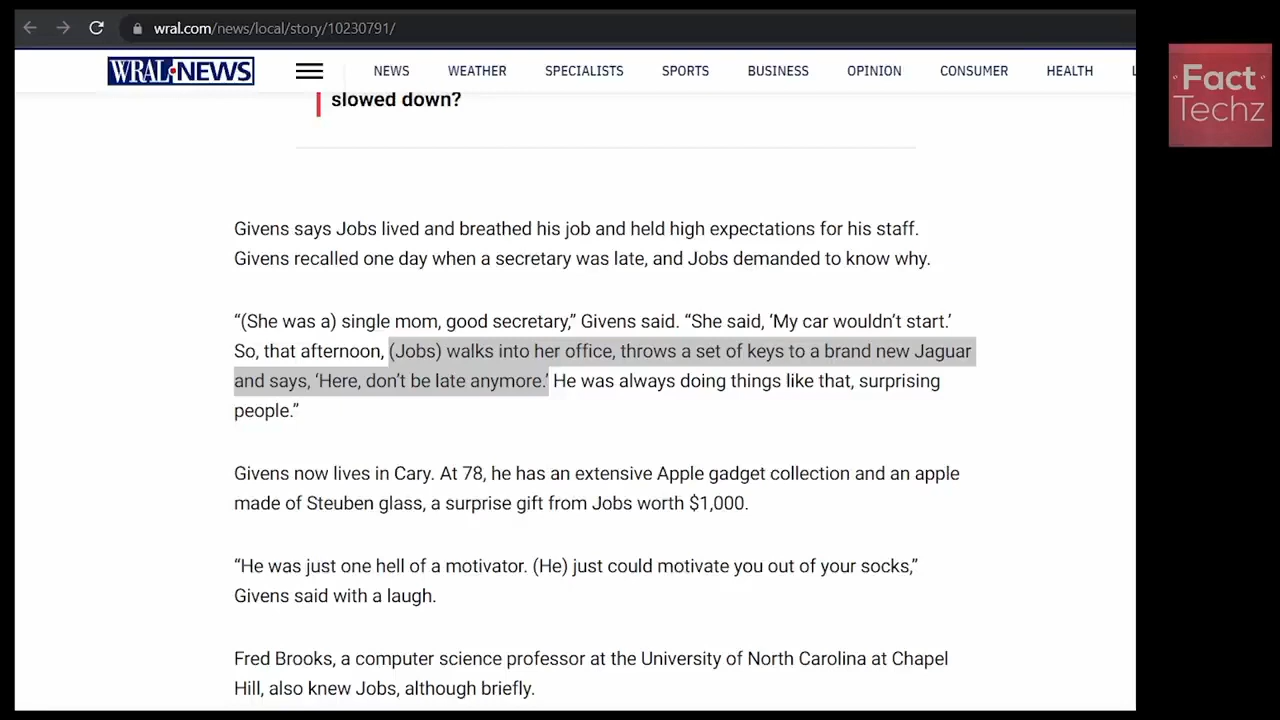 wral.com/news/local/story/10230791/
WRAL NEWS
NEWS WEATHER SPECIALISTS SPORTS BUSINESS OPINION CONSUMER HEALTH
Fact
Techz
slowed down?
Givens says Jobs lived and breathed his job and held high expectations for his staff.
Givens recalled one day when a secretary was late, and Jobs demanded to know why.
“(She was a) single mom, good secretary,” Givens said. “She said, ‘My car wouldn’t start.’
So, that afternoon, (Jobs) walks into her office, throws a set of keys to a brand new Jaguar
and says, ‘Here, don’t be late anymore.’ He was always doing things like that, surprising
people.”
Givens now lives in Cary. At 78, he has an extensive Apple gadget collection and an apple
made of Steuben glass, a surprise gift from Jobs worth $1,000.
“He was just one hell of a motivator. (He) just could motivate you out of your socks,”
Givens said with a laugh.
Fred Brooks, a computer science professor at the University of North Carolina at Chapel
Hill, also knew Jobs, although briefly.